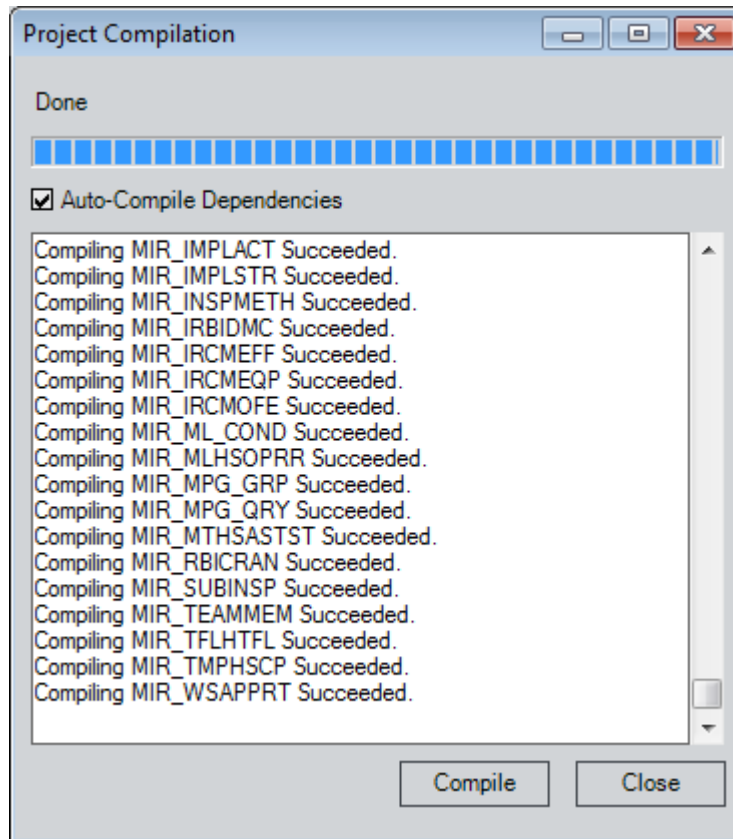 Project Compilation
Done
Auto-Compile Dependencies
Compiling MIR_IMPLACT Succeeded.
Compiling MIR_IMPLSTR Succeeded.
Compiling MIR_INSPMETH Succeeded.
Compiling MIR_IRBIDMC Succeeded.
Compiling MIR_IRCMEFF Succeeded.
Compiling MIR_IRCMEQP Succeeded.
Compiling MIR_IRCMOFE Succeeded.
Compiling MIR_ML_COND Succeeded.
Compiling MIR_MLHSOPRR Succeeded.
Compiling MIR_MPG_GRP Succeeded.
Compiling MIR_MPG_QRY Succeeded.
Compiling MIR_MTHSASTST Succeeded.
Compiling MIR_RBICRAN Succeeded.
Compiling MIR_SUBINSP Succeeded.
Compiling MIR_TEAMMEM Succeeded.
Compiling MIR_TFLHTFL Succeeded.
Compiling MIR_TMPHSCP Succeeded.
Compiling MIR_WSAPPRT Succeeded.
Compile Close